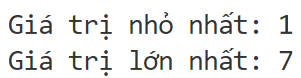 Giá trị nhỏ nhất: 1
Giá trị lớn nhất: 7